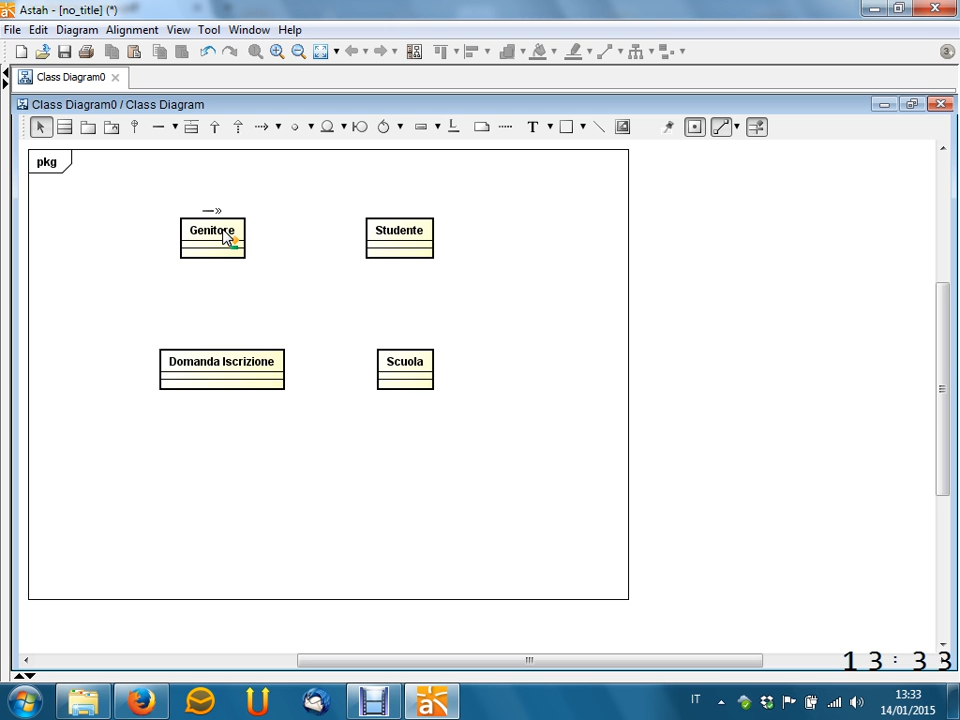 Astah - [no_title] (*)
File Edit Diagram Alignment View Tool Window Help
Class Diagram0
Class Diagram0 / Class Diagram
T
pkg
Genitore Studente
Domanda Iscrizione Scuola
13:33
IT
13:33
14/01/2015